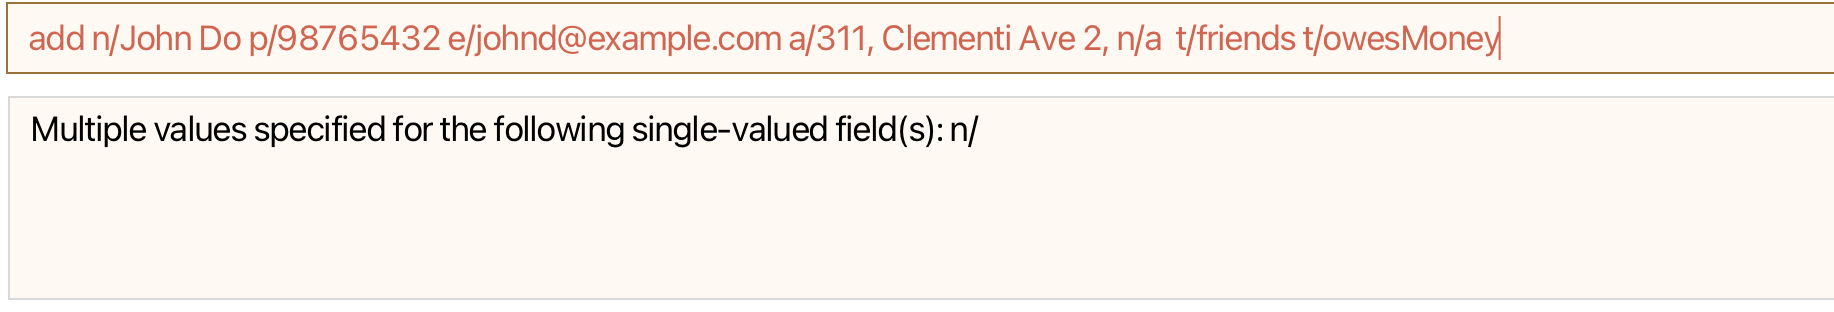 add n/John Do p/98765432 e/johnd@example.com a/311, Clementi Ave 2, n/a  t/friends t/owesMoney
Multiple values specified for the following single-valued field(s): n/